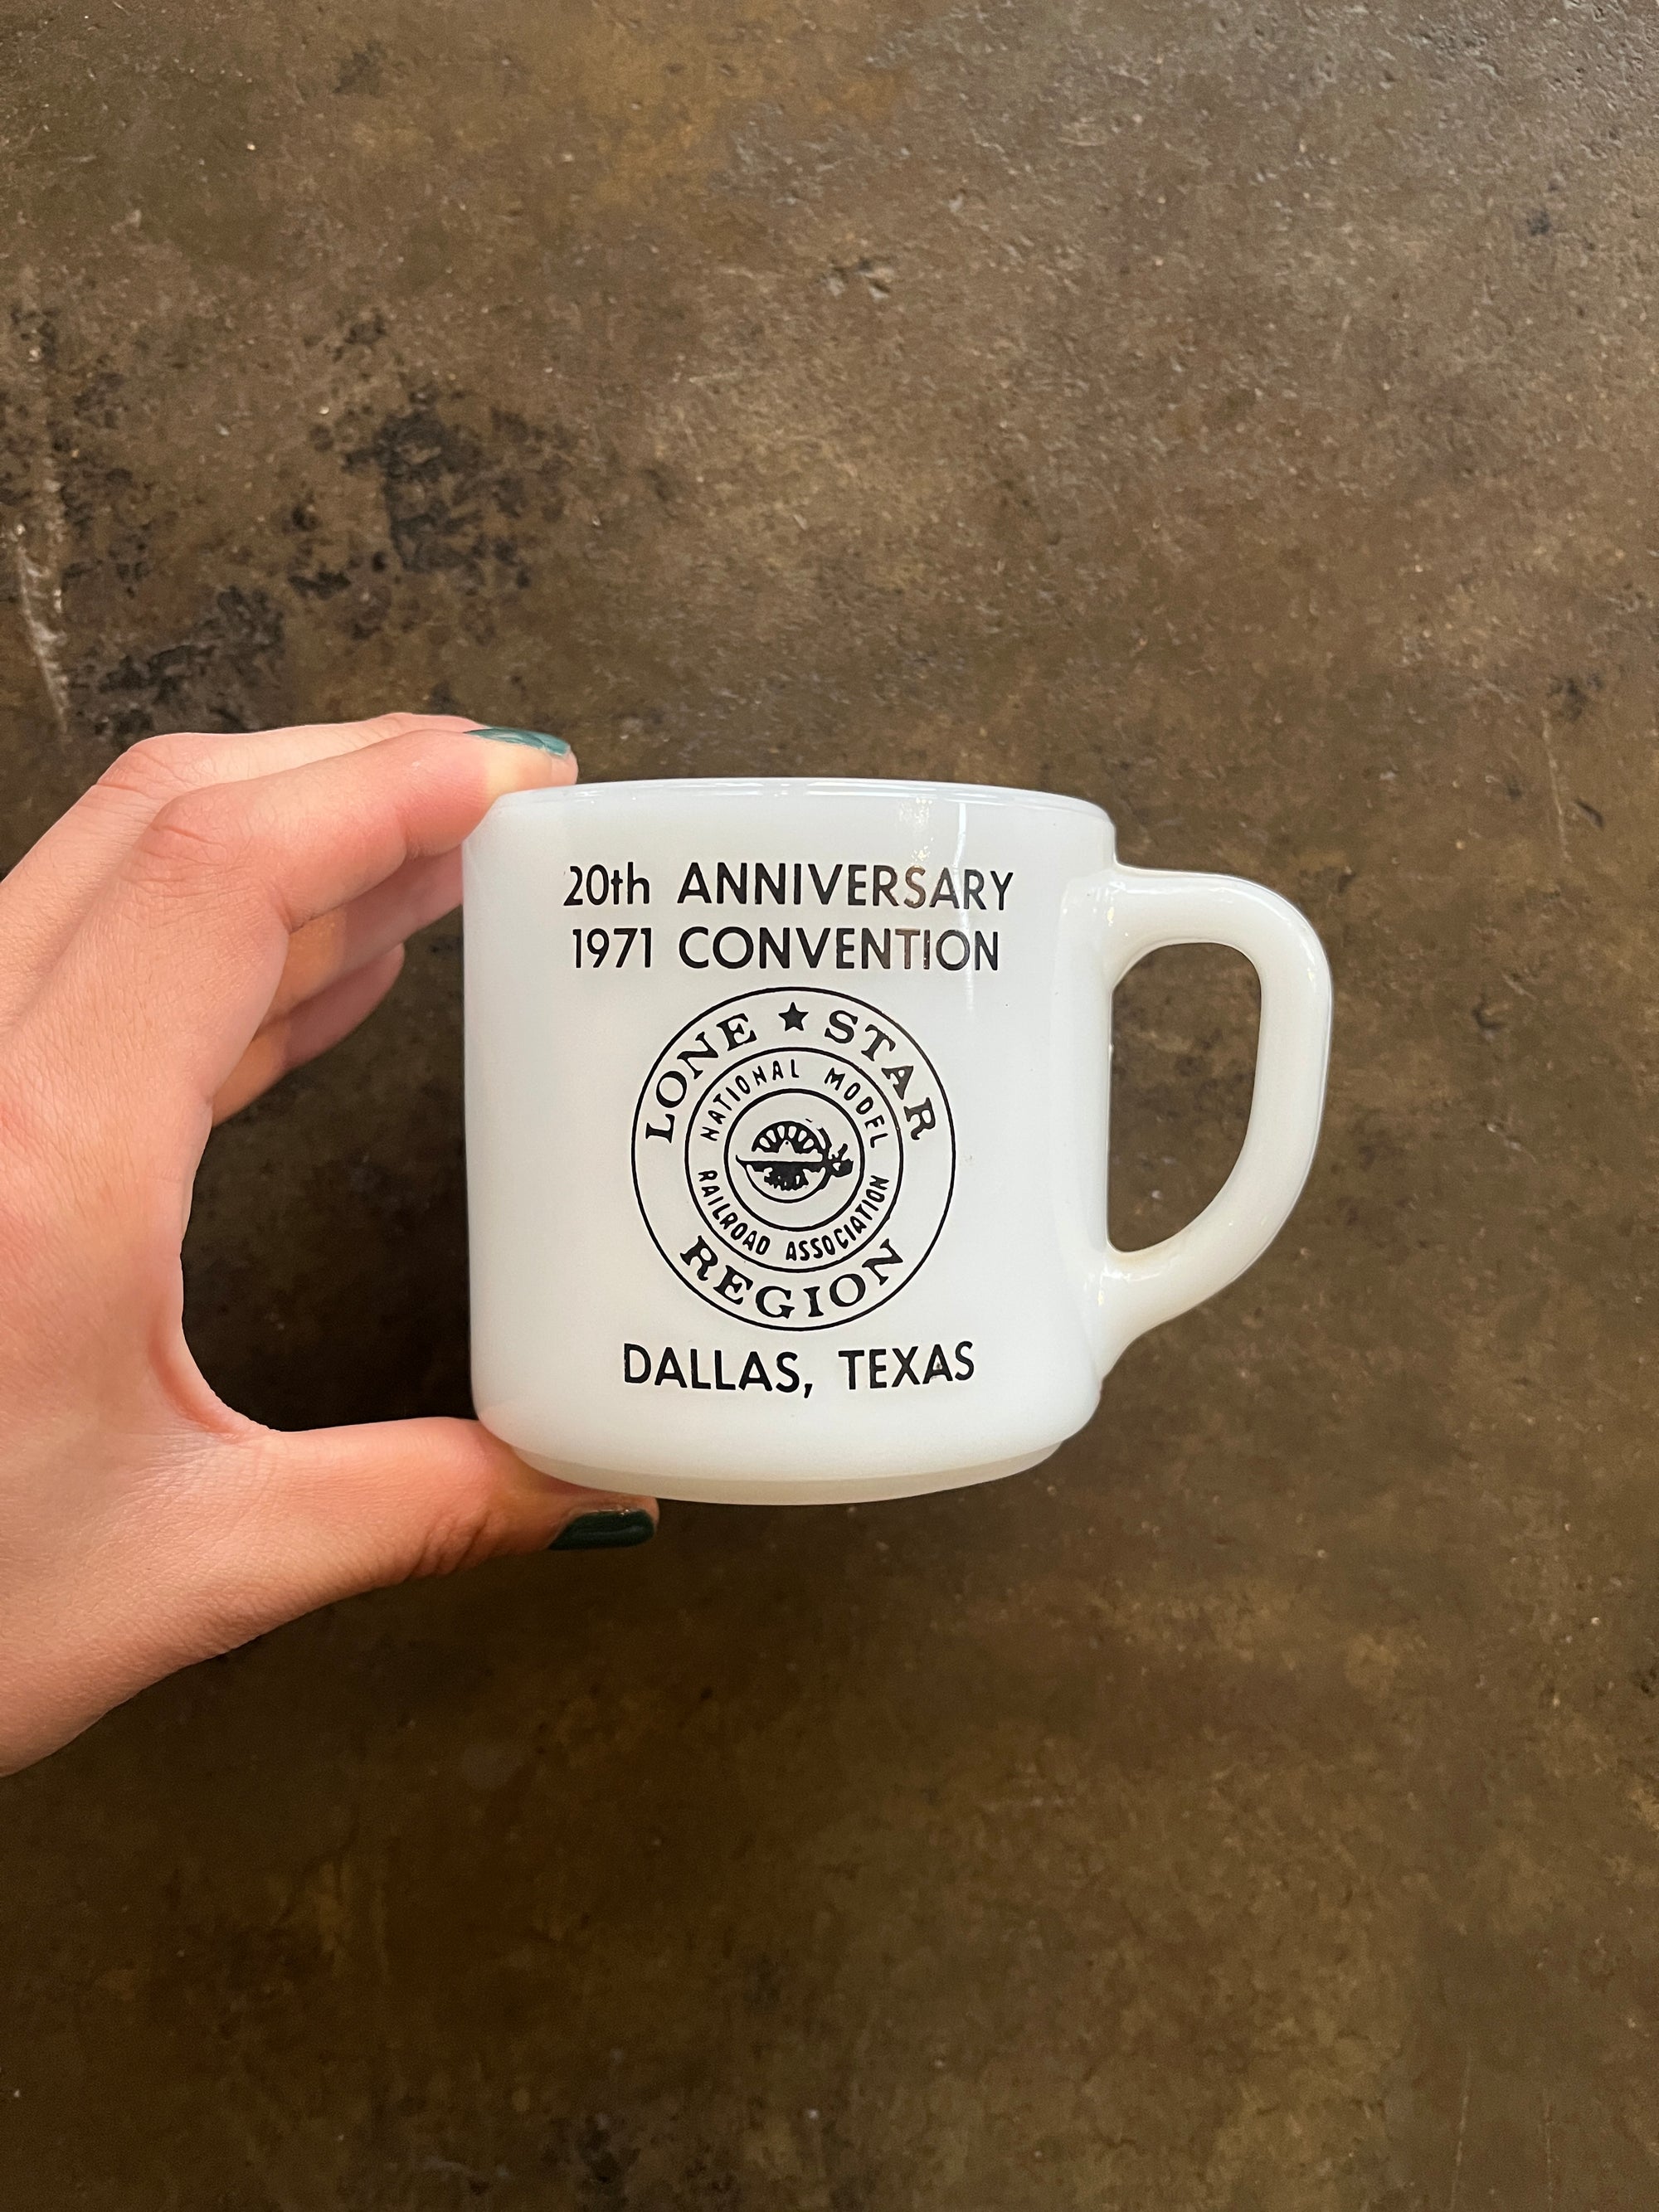 20th ANNIVERSARY
1971 CONVENTION
LONE ★ STAR
NATIONAL MODEL
RAILROAD ASSOCIATION
REGION
DALLAS, TEXAS